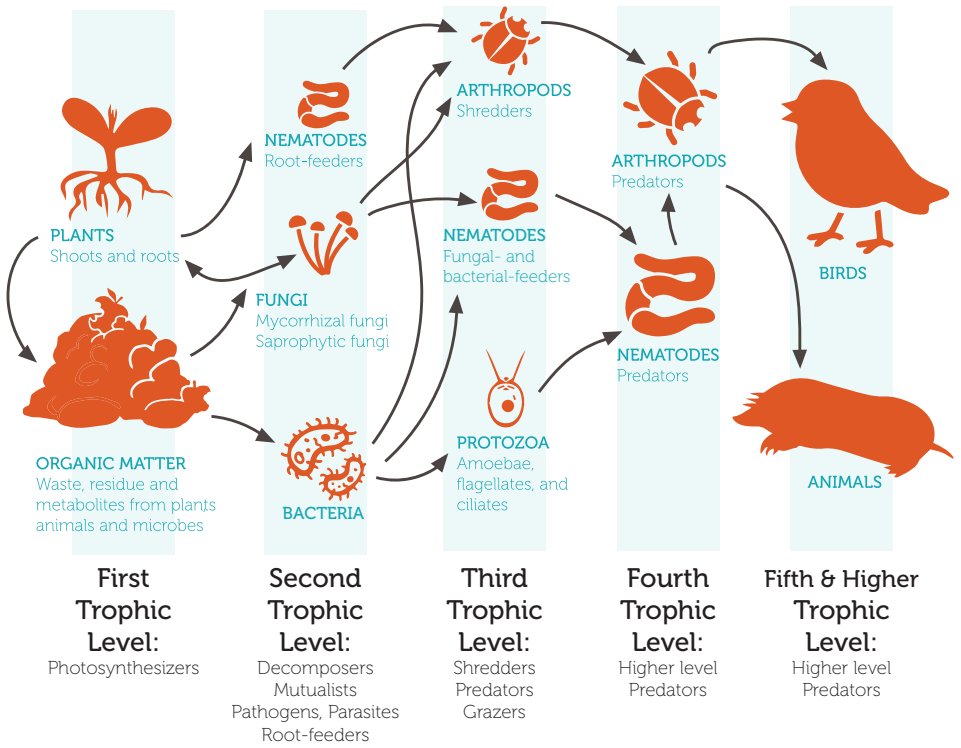 PLANTS
Shoots and roots
ORGANIC MATTER
Waste, residue and
metabolites from plants,
animals and microbes
NEMATODES
Root-feeders
FUNGI
Mycorrhizal fungi
Saprophytic fungi
BACTERIA
ARTHROPODS
Shredders
NEMATODES
Fungal- and
bacterial-feeders
PROTOZOA
Amoebae,
flagellates, and
ciliates
ARTHROPODS
Predators
NEMATODES
Predators
BIRDS
ANIMALS
First
Trophic
Level:
Photosynthesizers
Second
Trophic
Level:
Decomposers
Mutualists
Pathogens, Parasites
Root-feeders
Third
Trophic
Level:
Shredders
Predators
Grazers
Fourth
Trophic
Level:
Higher level
Predators
Fifth & Higher
Trophic
Level:
Higher level
Predators